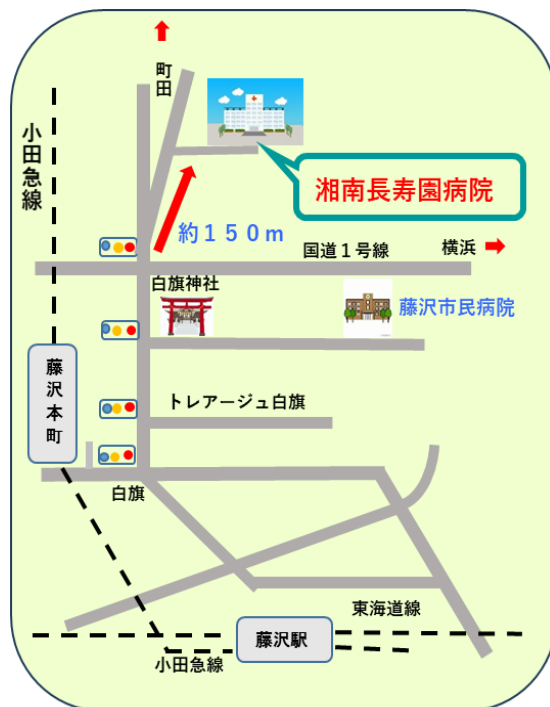 町田
小田急線
湘南長寿園病院
約150m
国道1号線
横浜
白旗神社
藤沢市民病院
藤沢本町
トレアージュ白旗
白旗
東海道線
藤沢駅
小田急線